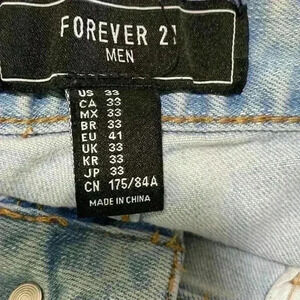 FOREVER 21
MEN
US 33
CA 33
MX 33
BR 33
EU 41
UK 33
KR 33
JP 33
CN 175/84A
MADE IN CHINA